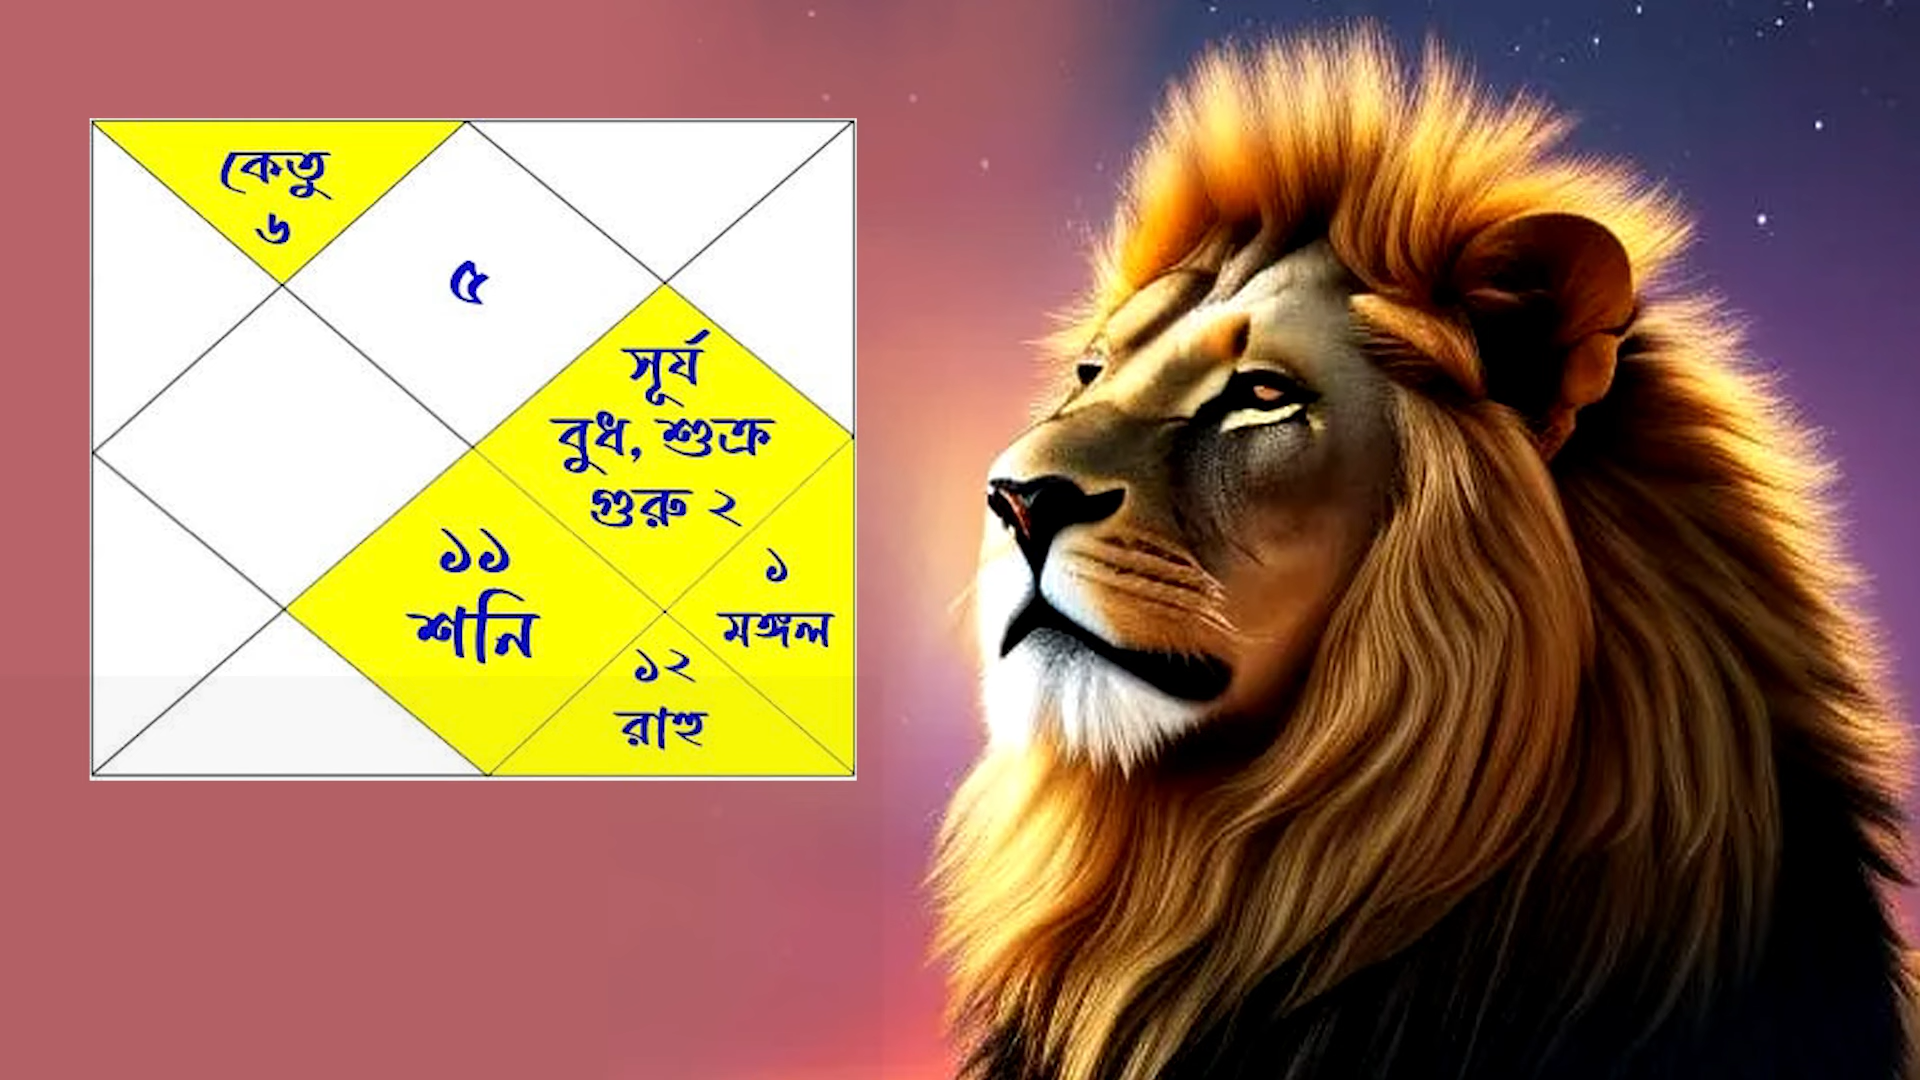 কেতু
৬
৫
সূর্য
বুধ, শুক্র
গুরু ২
১১
শনি
১
মঙ্গল
১২
রাহু